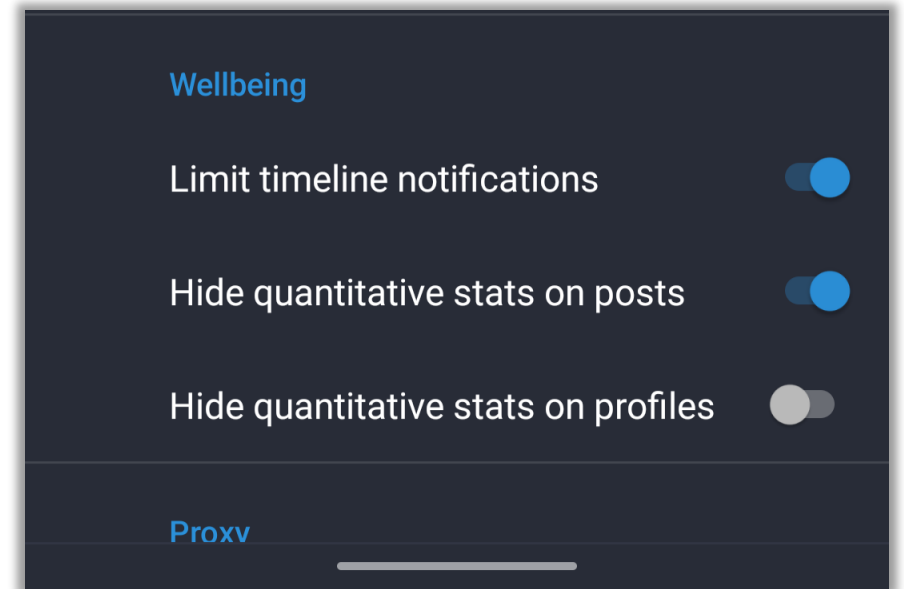 Wellbeing
Limit timeline notifications
Hide quantitative stats on posts
Hide quantitative stats on profiles
Proxy